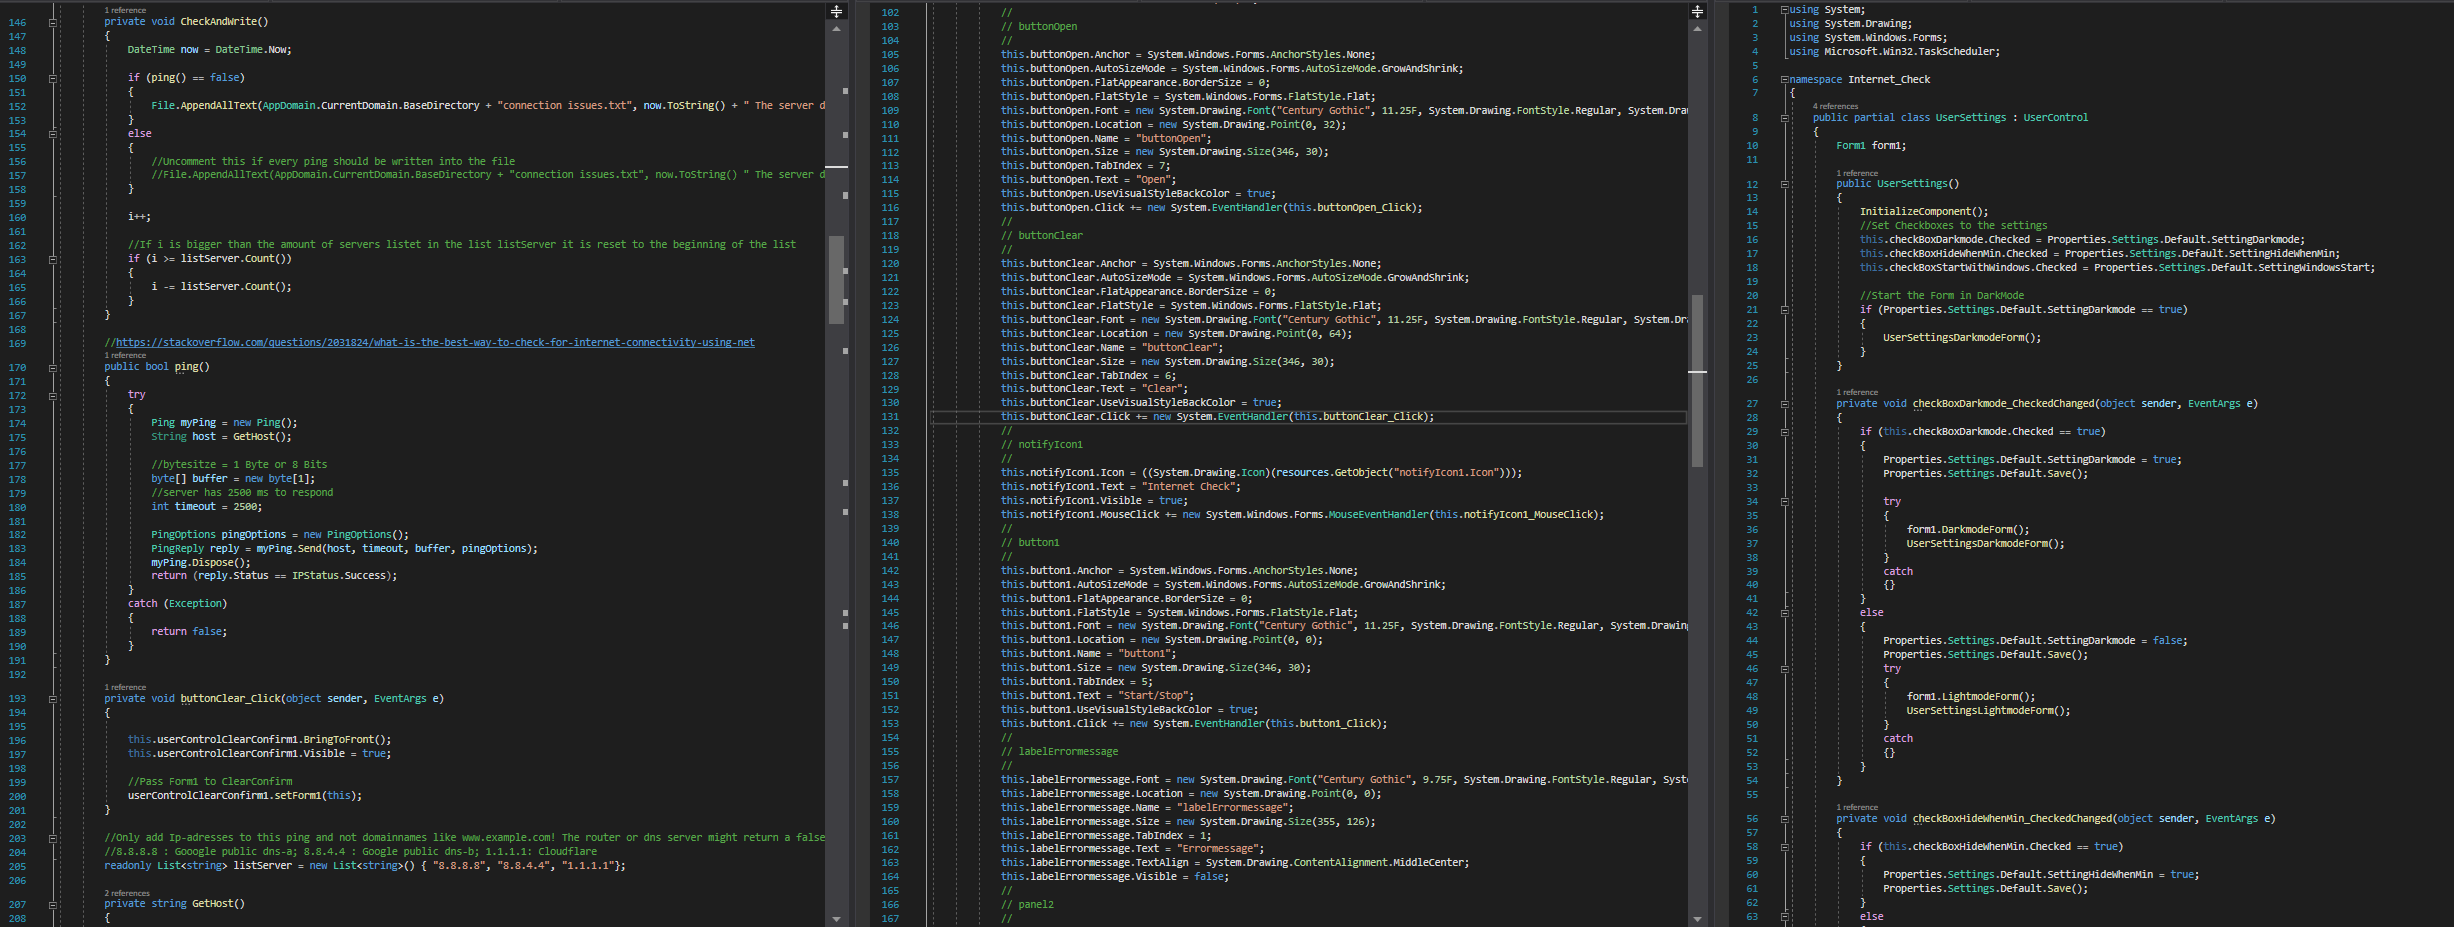 1 reference
146 private void CheckAndWrite()
147 {
148 DateTime now = DateTime.Now;
149
150 if (ping() == false)
151 {
152 File.AppendAllText(AppDomain.CurrentDomain.BaseDirectory + "connection issues.txt", now.ToString() + " The server d
153 }
154 else
155 {
156 //Uncomment this if every ping should be written into the file
157 //File.AppendAllText(AppDomain.CurrentDomain.BaseDirectory + "connection issues.txt", now.ToString() " The server d
158 }
159
160 i++;
161
162 //If i is bigger than the amount of servers listet in the list listServer it is reset to the beginning of the list
163 if (i >= listServer.Count())
164 {
165 i -= listServer.Count();
166 }
167 }
168
169 //https://stackoverflow.com/questions/2031824/what-is-the-best-way-to-check-for-internet-connectivity-using-net
1 reference
170 public bool ping()
171 {
172 try
173 {
174 Ping myPing = new Ping();
175 String host = GetHost();
176
177 //bytesitze = 1 Byte or 8 Bits
178 byte[] buffer = new byte[1];
179 //server has 2500 ms to respond
180 int timeout = 2500;
181
182 PingOptions pingOptions = new PingOptions();
183 PingReply reply = myPing.Send(host, timeout, buffer, pingOptions);
184 myPing.Dispose();
185 return (reply.Status == IPStatus.Success);
186 }
187 catch (Exception)
188 {
189 return false;
190 }
191 }
192
1 reference
193 private void buttonClear_Click(object sender, EventArgs e)
194 {
195
196 this.userControlClearConfirm1.BringToFront();
197 this.userControlClearConfirm1.Visible = true;
198
199 //Pass Form1 to ClearConfirm
200 userControlClearConfirm1.setForm1(this);
201 }
202
203 //Only add Ip-adresses to this ping and not domainnames like www.example.com! The router or dns server might return a false
204 //8.8.8.8 : Gooogle public dns-a; 8.8.4.4 : Google public dns-b; 1.1.1.1: Cloudflare
205 readonly List<string> listServer = new List<string>() { "8.8.8.8", "8.8.4.4", "1.1.1.1"};
206
2 references
207 private string GetHost()
208 {
102 //
103 // buttonOpen
104 //
105 this.buttonOpen.Anchor = System.Windows.Forms.AnchorStyles.None;
106 this.buttonOpen.AutoSizeMode = System.Windows.Forms.AutoSizeMode.GrowAndShrink;
107 this.buttonOpen.FlatAppearance.BorderSize = 0;
108 this.buttonOpen.FlatStyle = System.Windows.Forms.FlatStyle.Flat;
109 this.buttonOpen.Font = new System.Drawing.Font("Century Gothic", 11.25F, System.Drawing.FontStyle.Regular, System.Draw
110 this.buttonOpen.Location = new System.Drawing.Point(0, 32);
111 this.buttonOpen.Name = "buttonOpen";
112 this.buttonOpen.Size = new System.Drawing.Size(346, 30);
113 this.buttonOpen.TabIndex = 7;
114 this.buttonOpen.Text = "Open";
115 this.buttonOpen.UseVisualStyleBackColor = true;
116 this.buttonOpen.Click += new System.EventHandler(this.buttonOpen_Click);
117 //
118 // buttonClear
119 //
120 this.buttonClear.Anchor = System.Windows.Forms.AnchorStyles.None;
121 this.buttonClear.AutoSizeMode = System.Windows.Forms.AutoSizeMode.GrowAndShrink;
122 this.buttonClear.FlatAppearance.BorderSize = 0;
123 this.buttonClear.FlatStyle = System.Windows.Forms.FlatStyle.Flat;
124 this.buttonClear.Font = new System.Drawing.Font("Century Gothic", 11.25F, System.Drawing.FontStyle.Regular, System.Dr
125 this.buttonClear.Location = new System.Drawing.Point(0, 64);
126 this.buttonClear.Name = "buttonClear";
127 this.buttonClear.Size = new System.Drawing.Size(346, 30);
128 this.buttonClear.TabIndex = 6;
129 this.buttonClear.Text = "Clear";
130 this.buttonClear.UseVisualStyleBackColor = true;
131 this.buttonClear.Click += new System.EventHandler(this.buttonClear_Click);
132 //
133 // notifyIcon1
134 //
135 this.notifyIcon1.Icon = ((System.Drawing.Icon)(resources.GetObject("notifyIcon1.Icon")));
136 this.notifyIcon1.Text = "Internet Check";
137 this.notifyIcon1.Visible = true;
138 this.notifyIcon1.MouseClick += new System.Windows.Forms.MouseEventHandler(this.notifyIcon1_MouseClick);
139 //
140 // button1
141 //
142 this.button1.Anchor = System.Windows.Forms.AnchorStyles.None;
143 this.button1.AutoSizeMode = System.Windows.Forms.AutoSizeMode.GrowAndShrink;
144 this.button1.FlatAppearance.BorderSize = 0;
145 this.button1.FlatStyle = System.Windows.Forms.FlatStyle.Flat;
146 this.button1.Font = new System.Drawing.Font("Century Gothic", 11.25F, System.Drawing.FontStyle.Regular, System.Drawing
147 this.button1.Location = new System.Drawing.Point(0, 0);
148 this.button1.Name = "button1";
149 this.button1.Size = new System.Drawing.Size(346, 30);
150 this.button1.TabIndex = 5;
151 this.button1.Text = "Start/Stop";
152 this.button1.UseVisualStyleBackColor = true;
153 this.button1.Click += new System.EventHandler(this.button1_Click);
154 //
155 // labelErrormessage
156 //
157 this.labelErrormessage.Font = new System.Drawing.Font("Century Gothic", 9.75F, System.Drawing.FontStyle.Regular, Syst
158 this.labelErrormessage.Location = new System.Drawing.Point(0, 0);
159 this.labelErrormessage.Name = "labelErrormessage";
160 this.labelErrormessage.Size = new System.Drawing.Size(355, 126);
161 this.labelErrormessage.TabIndex = 1;
162 this.labelErrormessage.Text = "Errormessage";
163 this.labelErrormessage.TextAlign = System.Drawing.ContentAlignment.MiddleCenter;
164 this.labelErrormessage.Visible = false;
165 //
166 // panel2
167 //
1 using System;
2 using System.Drawing;
3 using System.Windows.Forms;
4 using Microsoft.Win32.TaskScheduler;
5
6 namespace Internet_Check
7 {
4 references
8 public partial class UserSettings : UserControl
9 {
10 Form1 form1;
11
1 reference
12 public UserSettings()
13 {
14 InitializeComponent();
15 //Set Checkboxes to the settings
16 this.checkBoxDarkmode.Checked = Properties.Settings.Default.SettingDarkmode;
17 this.checkBoxHideWhenMin.Checked = Properties.Settings.Default.SettingHideWhenMin;
18 this.checkBoxStartWithWindows.Checked = Properties.Settings.Default.SettingWindowsStart;
19
20 //Start the Form in DarkMode
21 if (Properties.Settings.Default.SettingDarkmode == true)
22 {
23 UserSettingsDarkmodeForm();
24 }
25 }
26
1 reference
27 private void checkBoxDarkmode_CheckedChanged(object sender, EventArgs e)
28 {
29 if (this.checkBoxDarkmode.Checked == true)
30 {
31 Properties.Settings.Default.SettingDarkmode = true;
32 Properties.Settings.Default.Save();
33
34 try
35 {
36 form1.DarkmodeForm();
37 UserSettingsDarkmodeForm();
38 }
39 catch
40 {}
41 }
42 else
43 {
44 Properties.Settings.Default.SettingDarkmode = false;
45 Properties.Settings.Default.Save();
46 try
47 {
48 form1.LightmodeForm();
49 UserSettingsLightmodeForm();
50 }
51 catch
52 {}
53 }
54 }
55
1 reference
56 private void checkBoxHideWhenMin_CheckedChanged(object sender, EventArgs e)
57 {
58 if (this.checkBoxHideWhenMin.Checked == true)
59 {
60 Properties.Settings.Default.SettingHideWhenMin = true;
61 Properties.Settings.Default.Save();
62 }
63 else